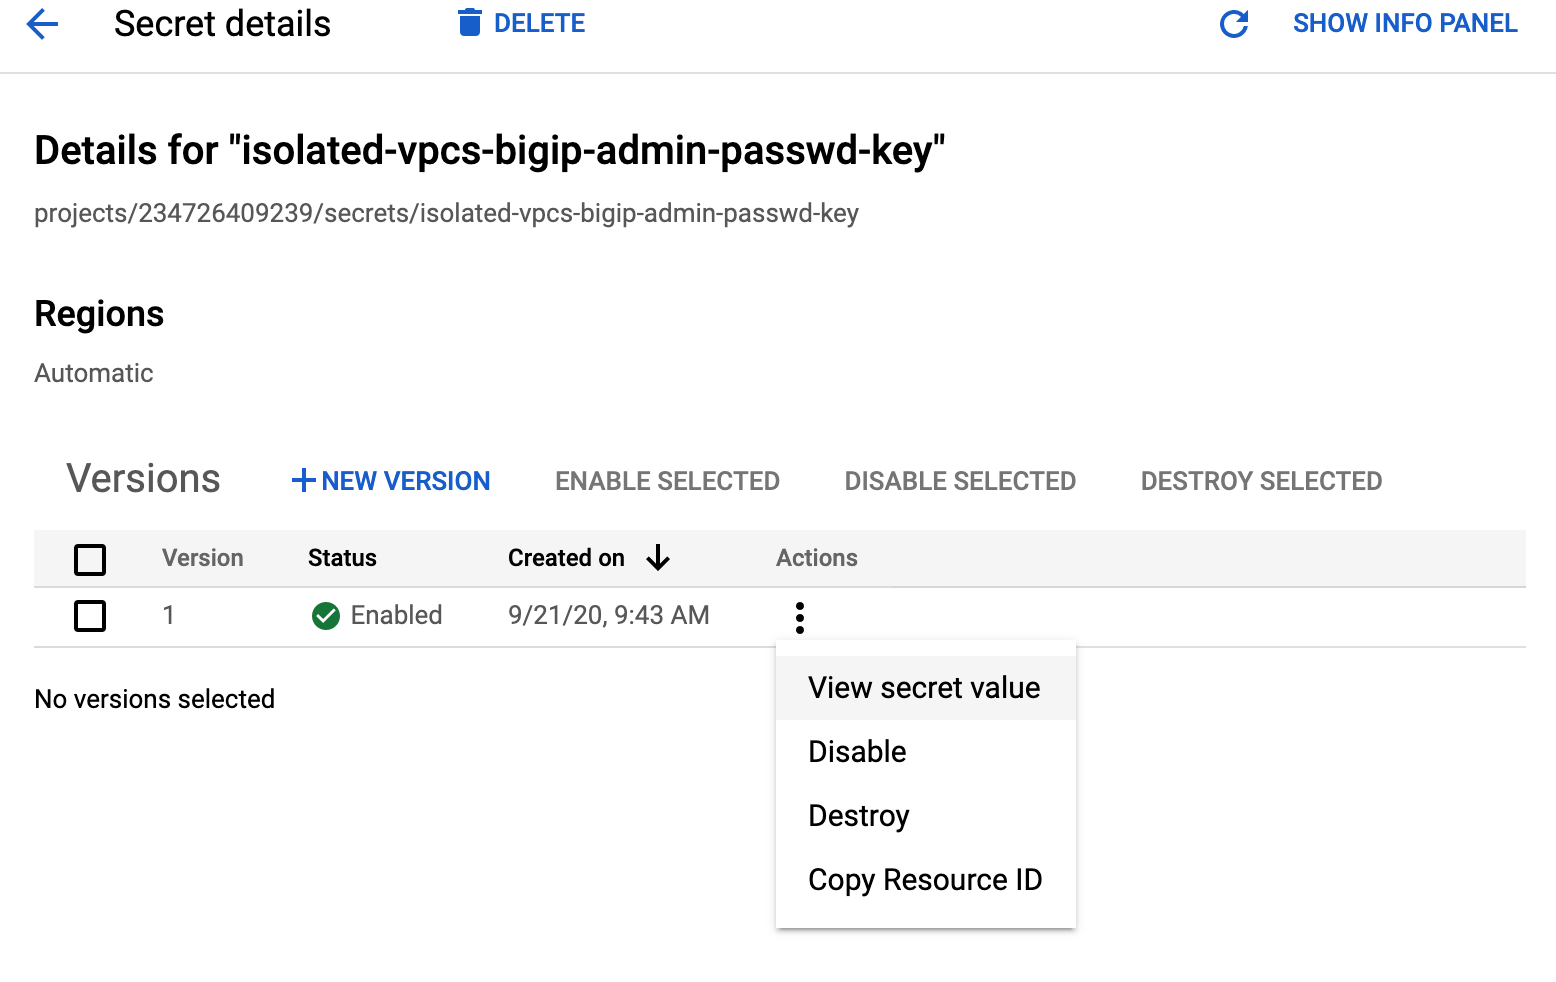 Secret details DELETE SHOW INFO PANEL
Details for "isolated-vpcs-bigip-admin-passwd-key"
projects/234726409239/secrets/isolated-vpcs-bigip-admin-passwd-key
Regions
Automatic
Versions NEW VERSION ENABLE SELECTED DISABLE SELECTED DESTROY SELECTED
Version Status Created on Actions
1 Enabled 9/21/20, 9:43 AM
View secret value
No versions selected
Disable
Destroy
Copy Resource ID